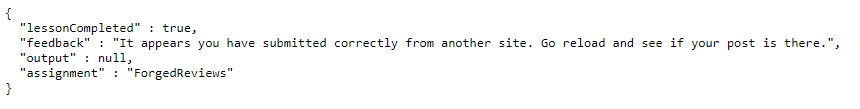 {
"lessonCompleted" : true,
"feedback" : "It appears you have submitted correctly from another site. Go reload and see if your post is there.",
"output" : null,
"assignment" : "ForgedReviews"
}